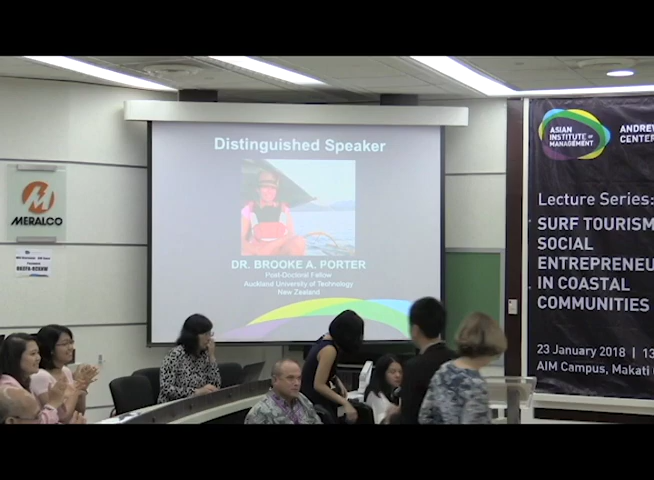 Distinguished Speaker
DR. BROOKE A. PORTER
Post-Doctoral Fellow
Auckland University of Technology
New Zealand
MERALCO
ASIAN
INSTITUTE OF
MANAGEMENT
ANDREW
CENTER
Lecture Series:
SURF TOURISM
SOCIAL
ENTREPRENEU
IN COASTAL
COMMUNITIES
23 January 2018 | 13
AIM Campus, Makati